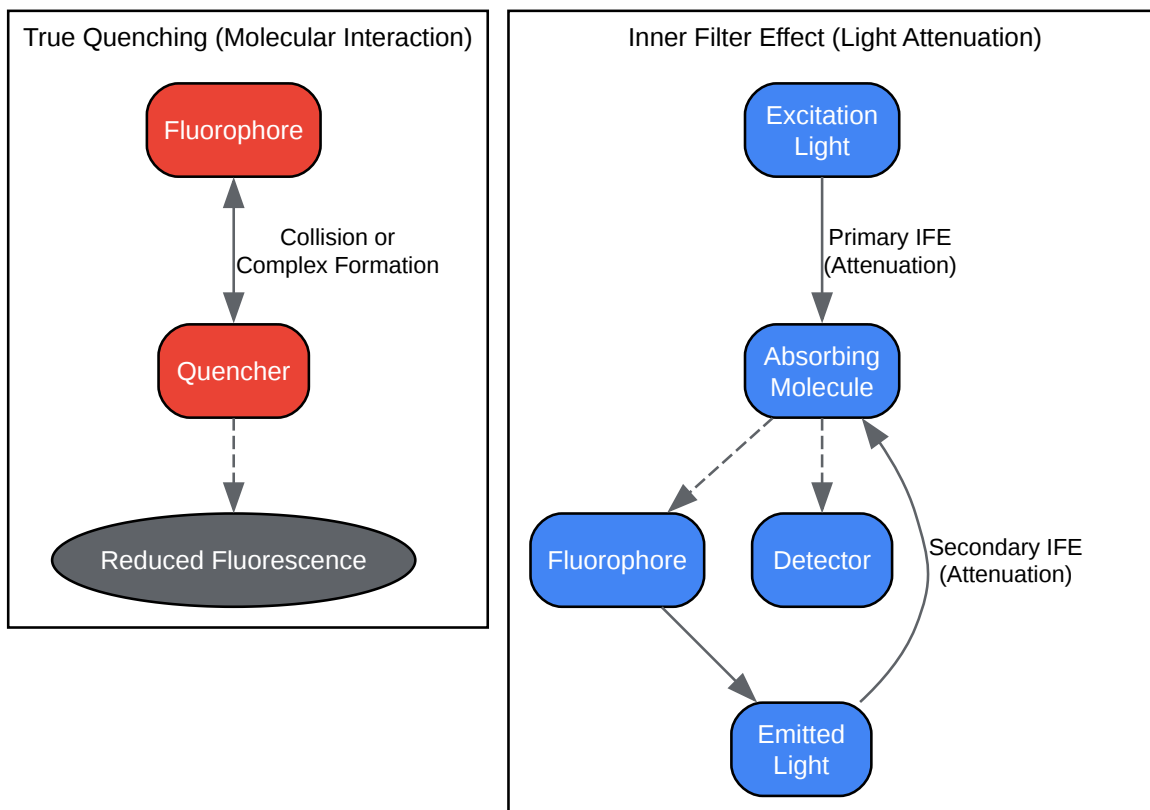 True Quenching (Molecular Interaction)
Fluorophore
Collision or
Complex Formation
Quencher
Reduced Fluorescence
Inner Filter Effect (Light Attenuation)
Excitation
Light
Primary IFE
(Attenuation)
Absorbing
Molecule
Fluorophore
Detector
Secondary IFE
(Attenuation)
Emitted
Light